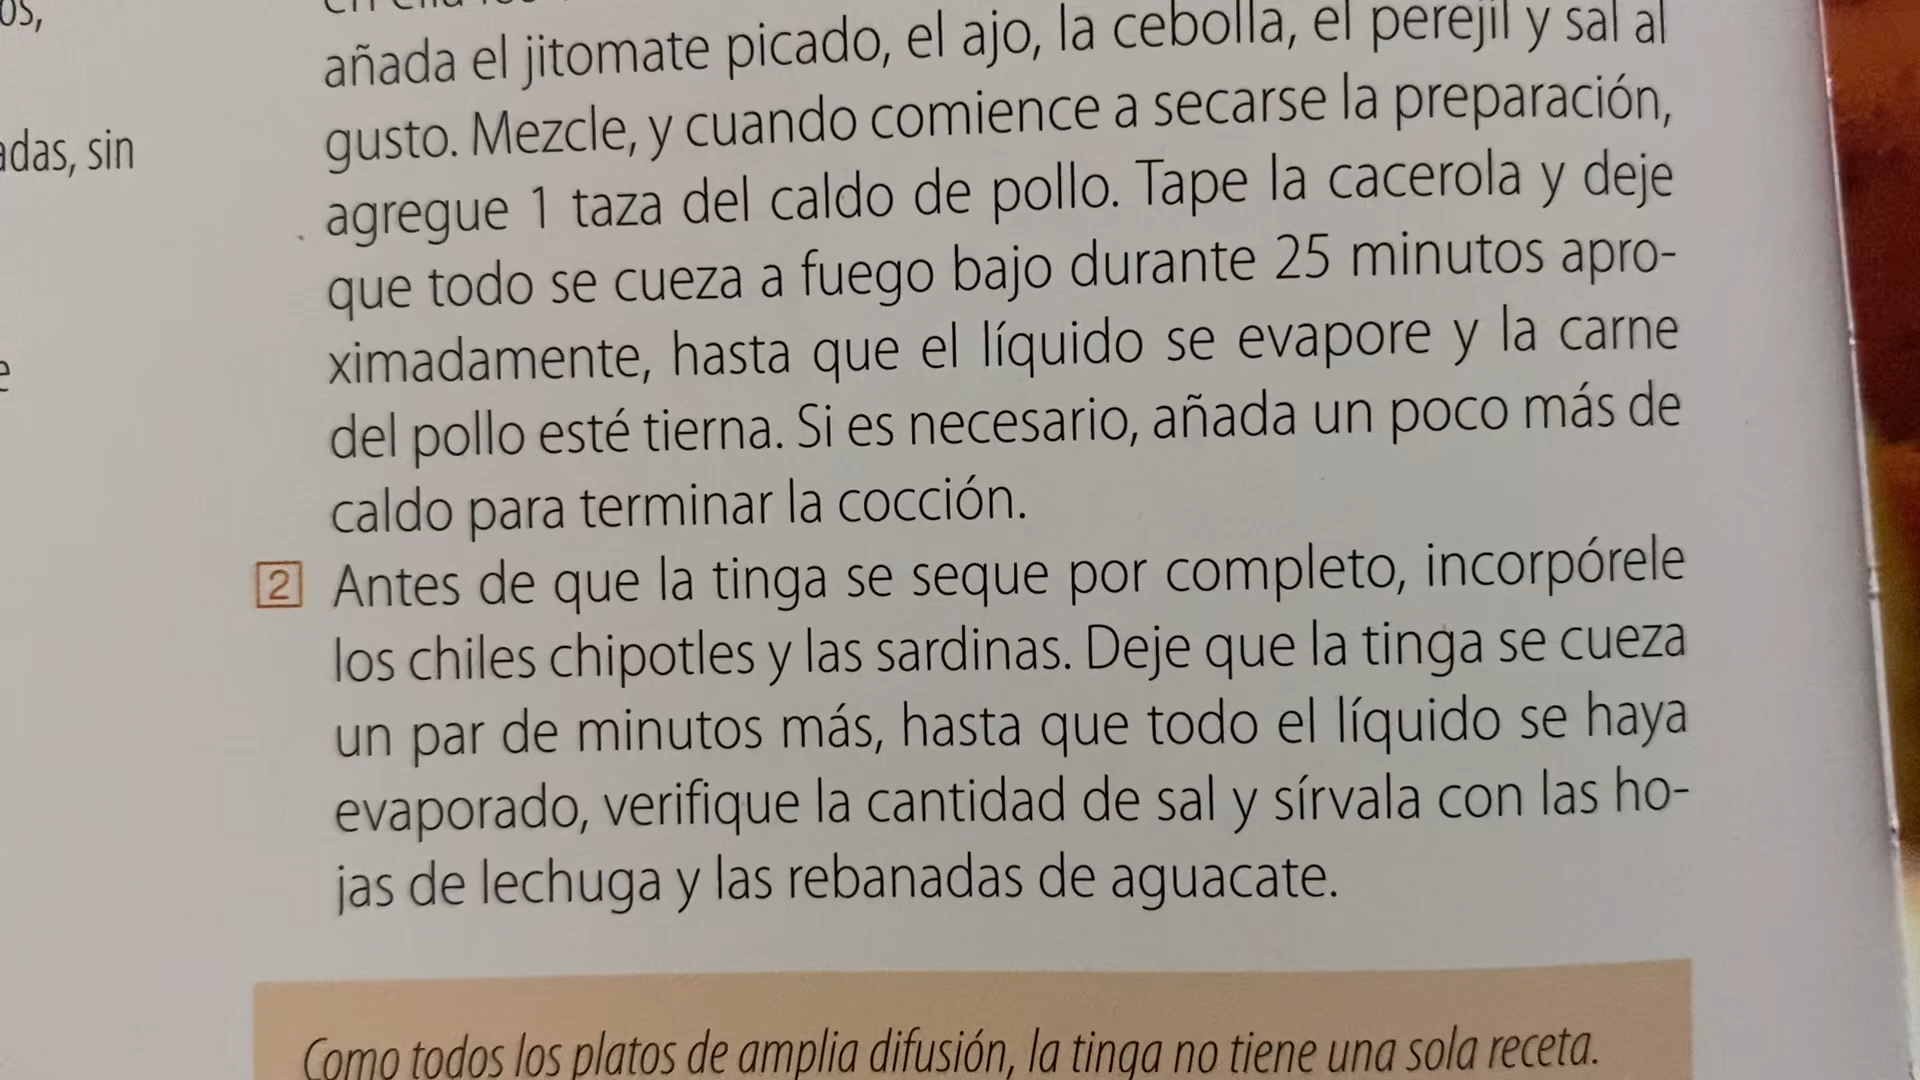 os,
añada el jitomate picado, el ajo, la cebolla, el perejil y sal al
gusto. Mezcle, y cuando comience a secarse la preparación,
adas, sin
agregue 1 taza del caldo de pollo. Tape la cacerola y deje
que todo se cueza a fuego bajo durante 25 minutos apro-
ximadamente, hasta que el líquido se evapore y la carne
e
del pollo esté tierna. Si es necesario, añada un poco más de
caldo para terminar la cocción.
2 Antes de que la tinga se seque por completo, incorpórele
los chiles chipotles y las sardinas. Deje que la tinga se cueza
un par de minutos más, hasta que todo el líquido se haya
evaporado, verifique la cantidad de sal y sírvala con las ho-
jas de lechuga y las rebanadas de aguacate.
Como todos los platos de amplia difusión, la tinga no tiene una sola receta.